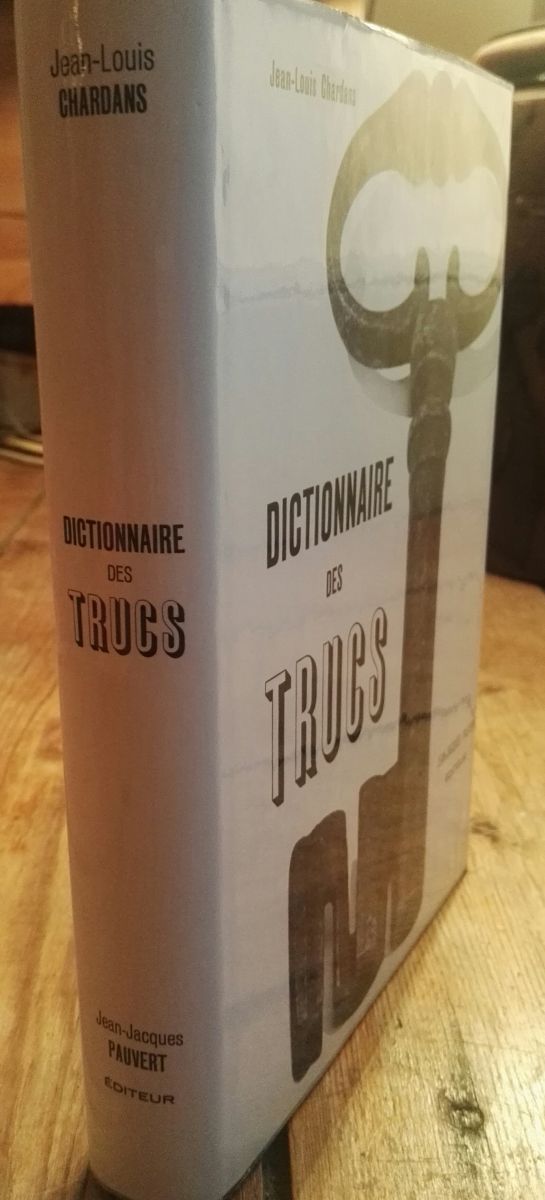 Jean-Louis
CHARDANS
DICTIONNAIRE
DES
TRUCS
Jean-Jacques
PAUVERT
ÉDITEUR
Jean-Louis Chardans
DICTIONNAIRE
DES
TRUCS